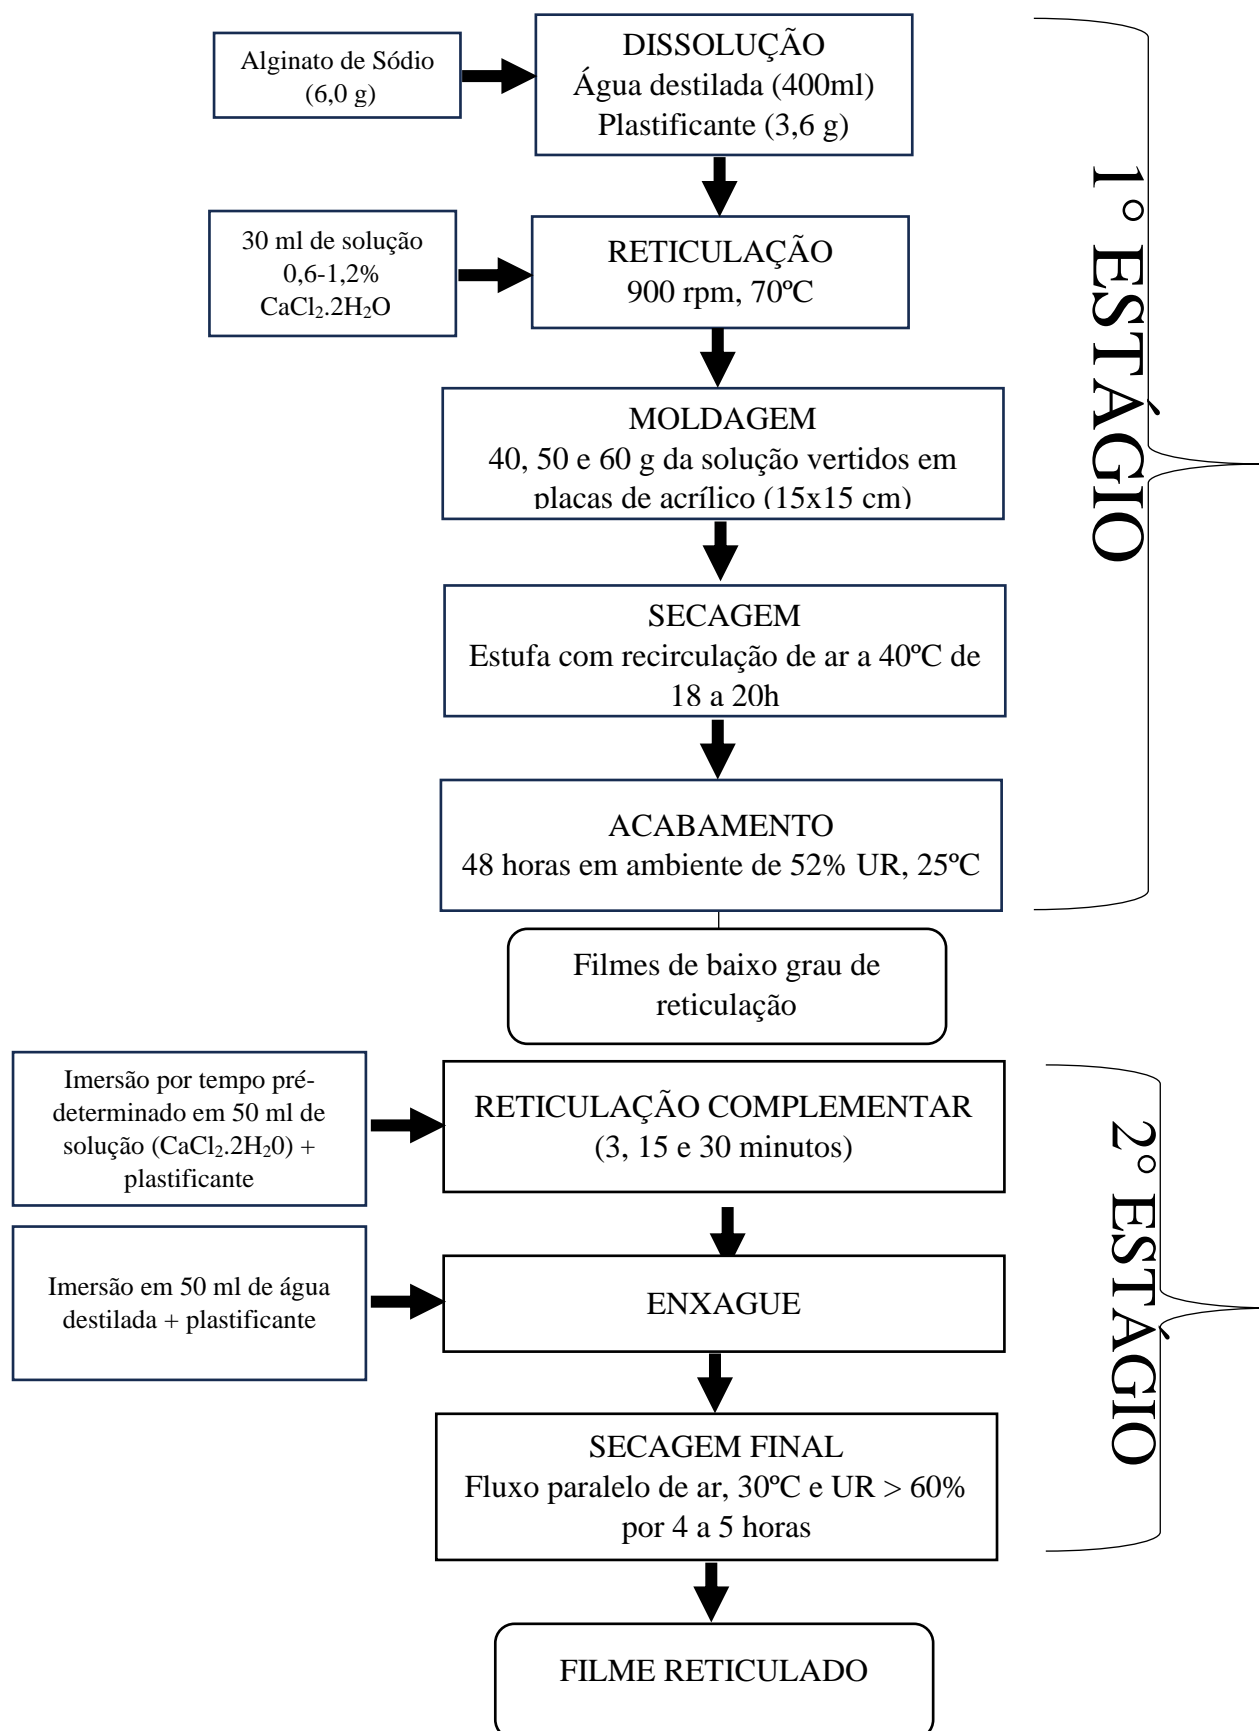 Alginato de Sódio
(6,0 g)
DISSOLUÇÃO
Água destilada (400ml)
Plastificante (3,6 g)
30 ml de solução
0,6-1,2%
CaCl₂.2H₂O
RETICULAÇÃO
900 rpm, 70ºC
MOLDAGEM
40, 50 e 60 g da solução vertidos em
placas de acrílico (15x15 cm)
SECAGEM
Estufa com recirculação de ar a 40ºC de
18 a 20h
ACABAMENTO
48 horas em ambiente de 52% UR, 25ºC
1° ESTÁGIO
Filmes de baixo grau de
reticulação
Imersão por tempo pré-
determinado em 50 ml de
solução (CaCl₂.2H₂0) +
plastificante
RETICULAÇÃO COMPLEMENTAR
(3, 15 e 30 minutos)
Imersão em 50 ml de água
destilada + plastificante
ENXAGUE
SECAGEM FINAL
Fluxo paralelo de ar, 30ºC e UR > 60%
por 4 a 5 horas
2° ESTÁGIO
FILME RETICULADO